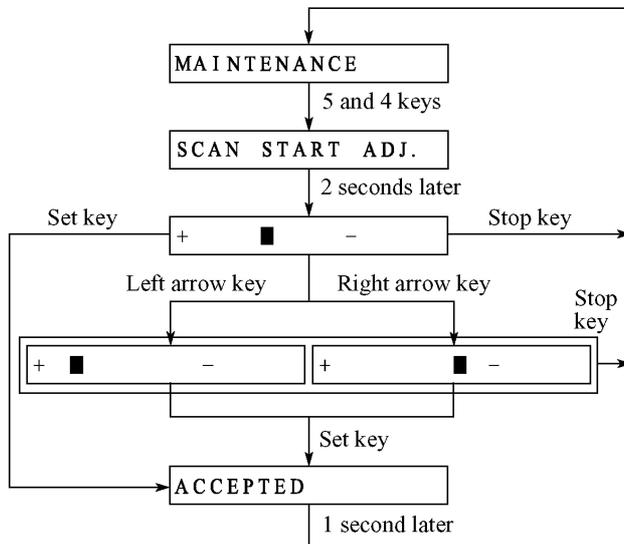 MAINTENANCE
5 and 4 keys
SCAN START ADJ.
2 seconds later
Set key
+ −
Stop key
Left arrow key
Right arrow key
Stop
key
+ −
+ −
Set key
ACCEPTED
1 second later